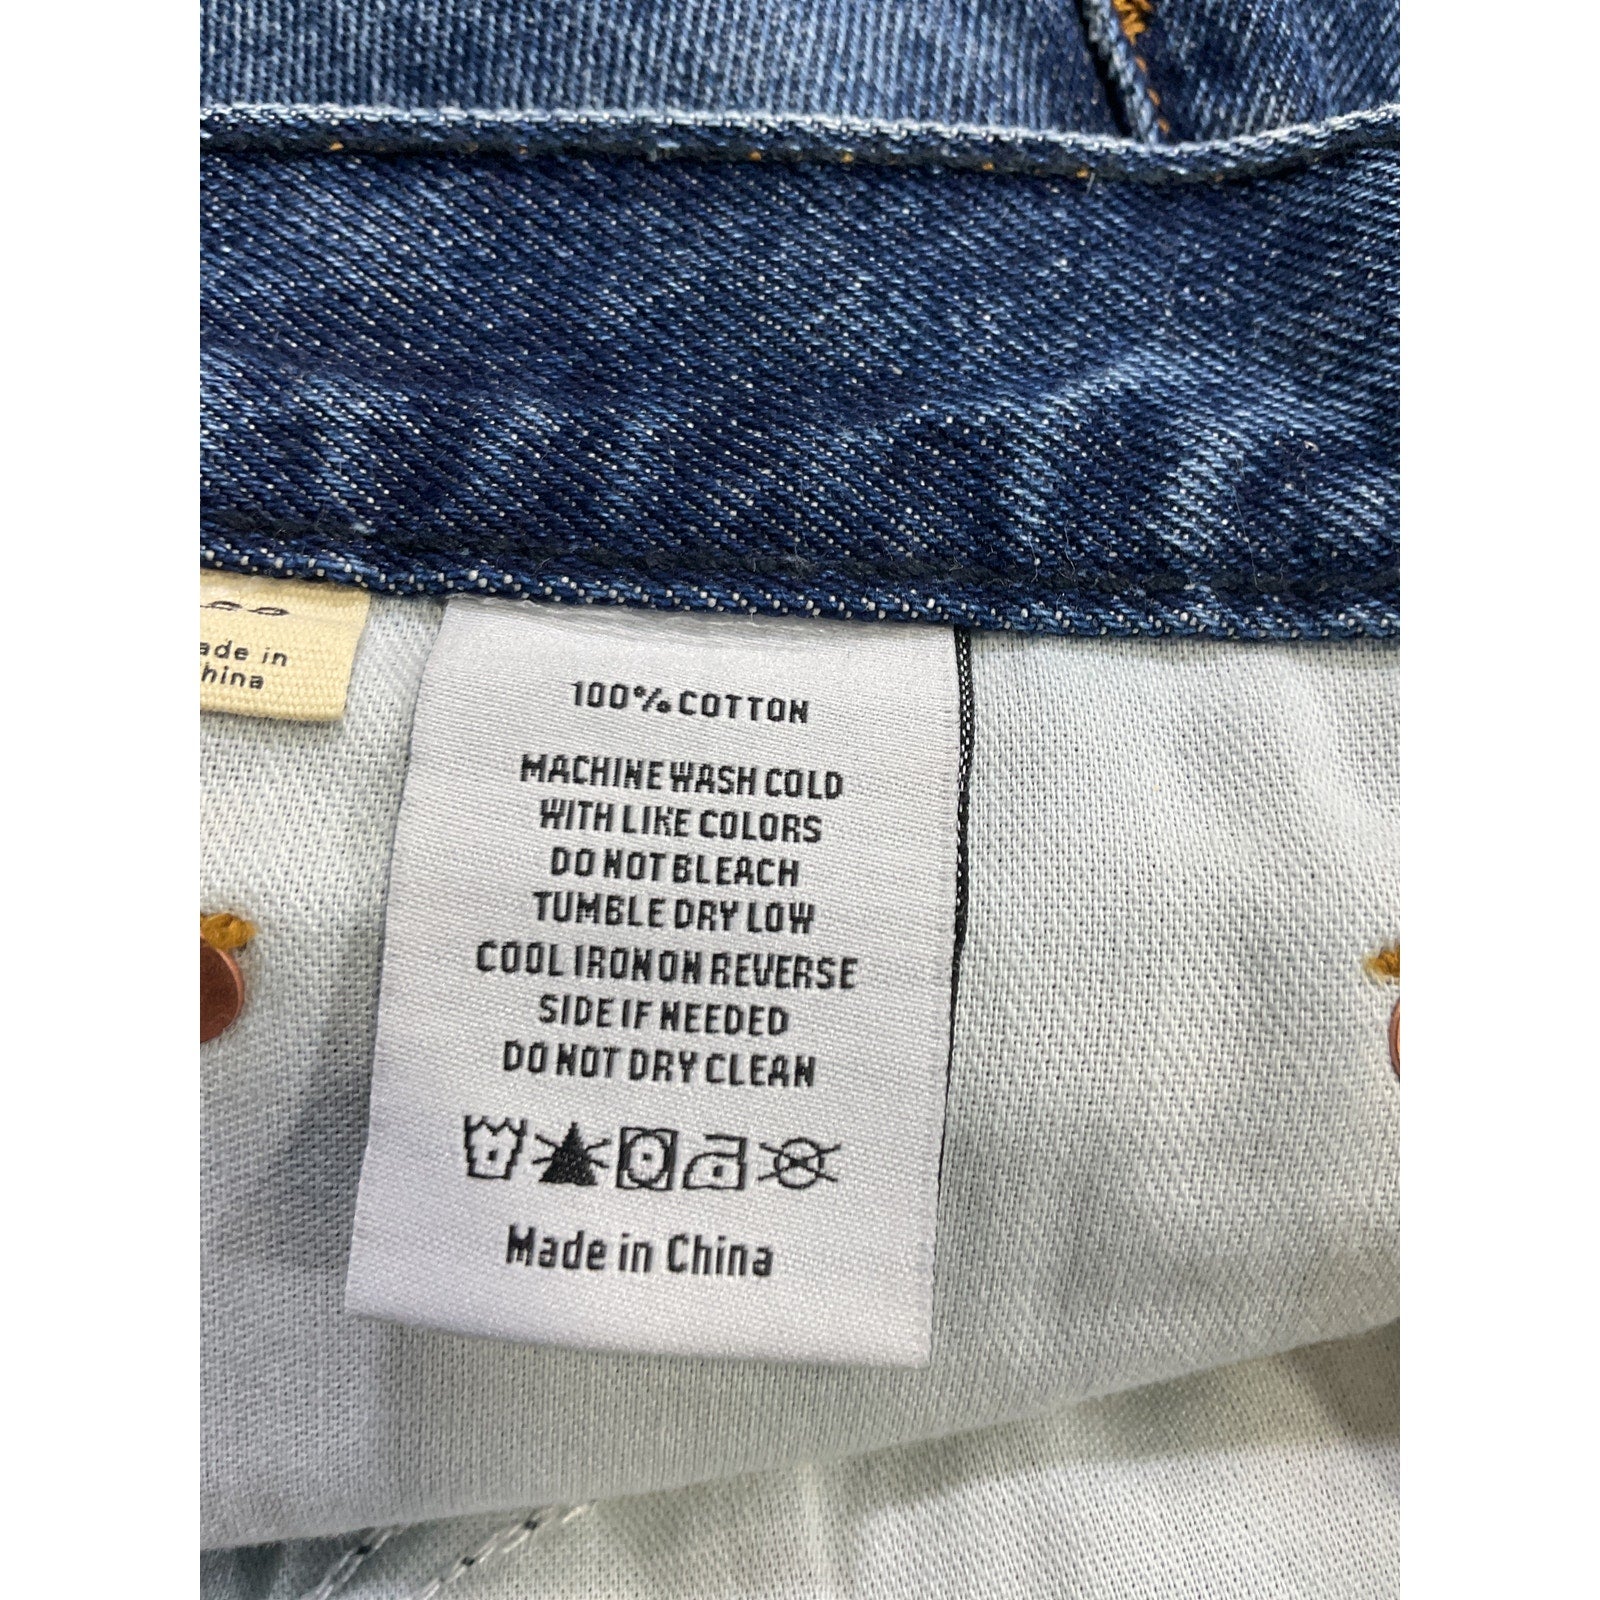 ade in
hina
100% COTTON
MACHINE WASH COLD
WITH LIKE COLORS
DO NOT BLEACH
TUMBLE DRY LOW
COOL IRON ON REVERSE
SIDE IF NEEDED
DO NOT DRY CLEAN
Made in China